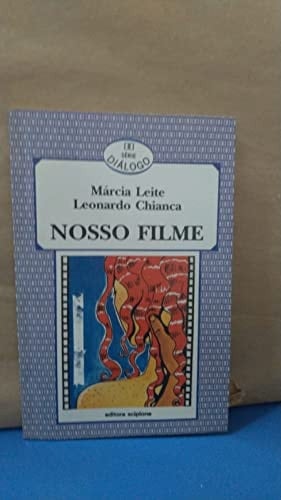 SÉRIE
DIÁLOGO
Márcia Leite
Leonardo Chianca
NOSSO FILME
editora scipione